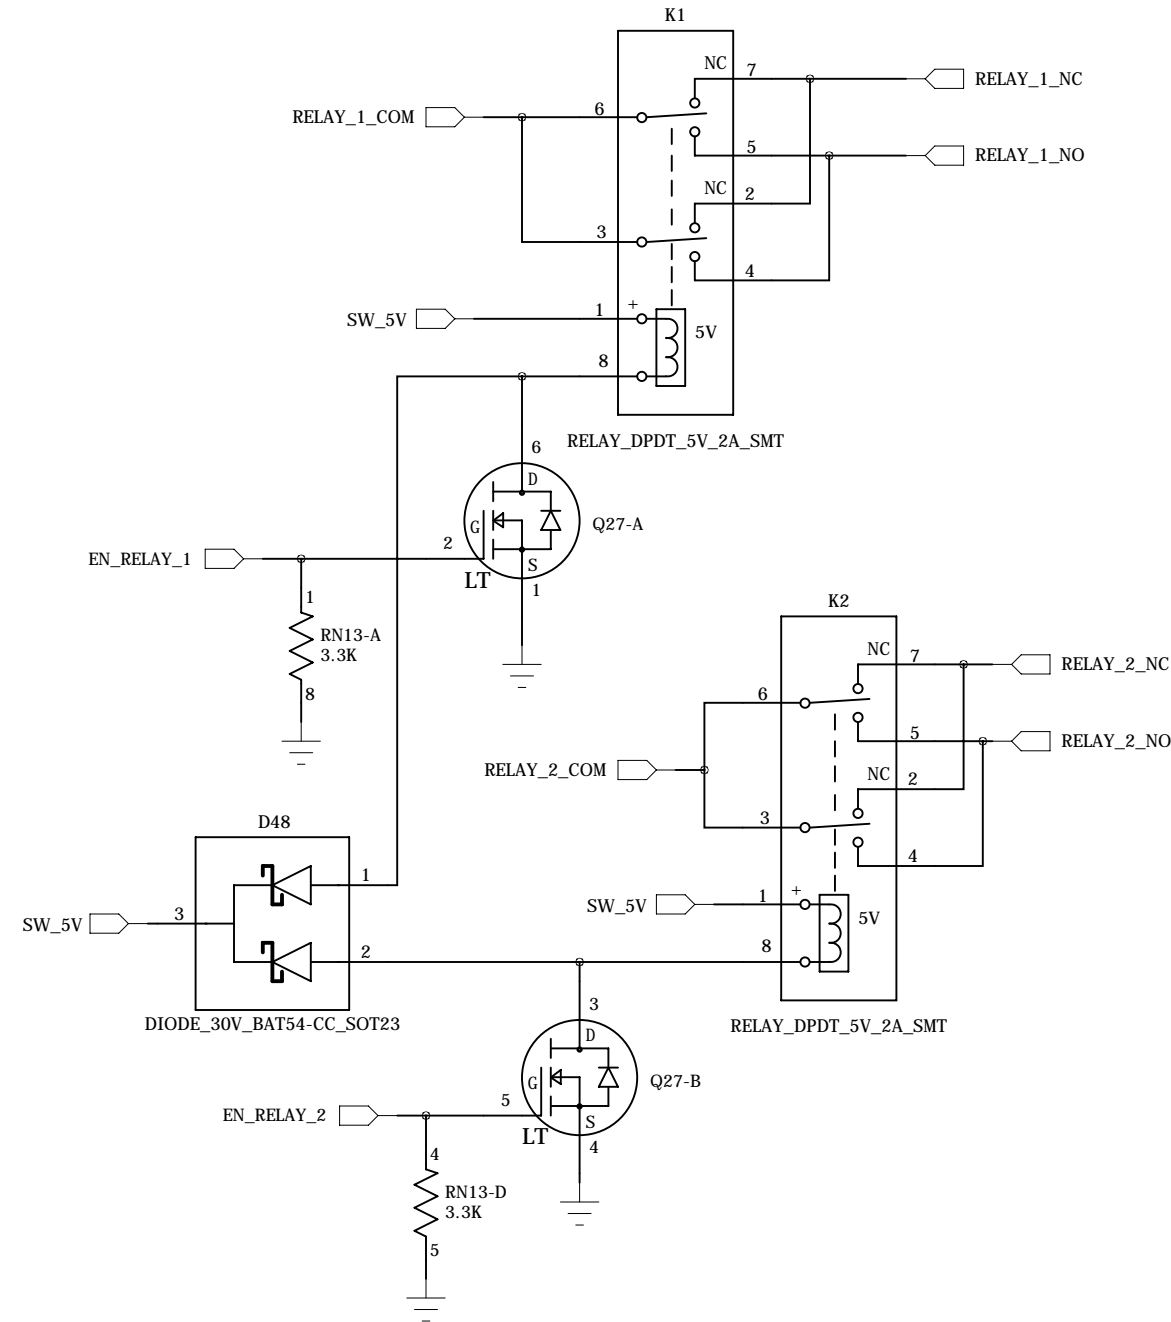 K1
NC
7
RELAY_1_NC
RELAY_1_COM
6
5
RELAY_1_NO
NC
2
3
4
SW_5V
1
+
5V
8
RELAY_DPDT_5V_2A_SMT
6
D
G
Q27-A
EN_RELAY_1
2
S
LT
1
1
RN13-A
3.3K
8
K2
NC
7
RELAY_2_NC
6
5
RELAY_2_NO
RELAY_2_COM
NC
2
3
4
SW_5V
1
+
5V
8
RELAY_DPDT_5V_2A_SMT
D48
1
SW_5V
3
2
DIODE_30V_BAT54-CC_SOT23
3
D
G
Q27-B
EN_RELAY_2
5
S
LT
4
4
RN13-D
3.3K
5